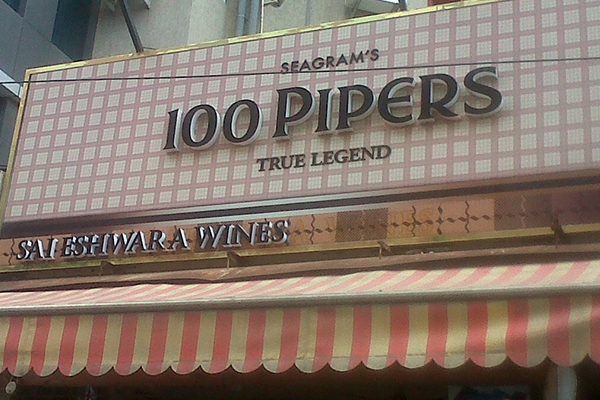 SEAGRAM'S
100 PIPERS
TRUE LEGEND
SAI ESHWARA WINES